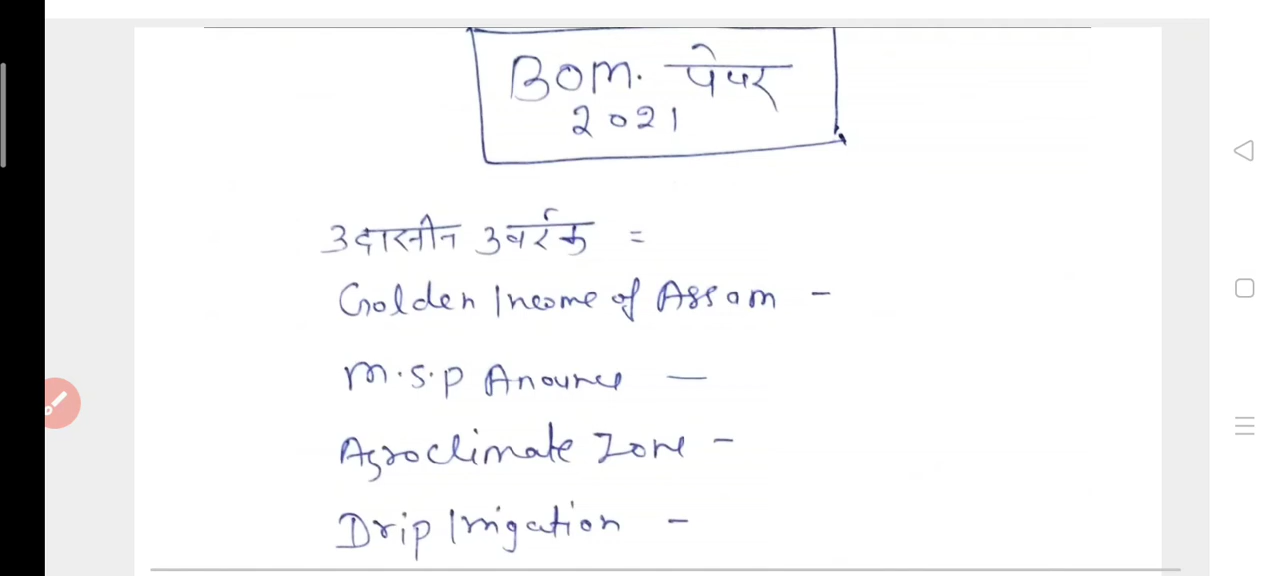 BOM. पेपर
2021
उदासीन उर्वरक =
Golden Income of Assam -
M.S.P Anounce -
Agroclimate Zone -
Drip Irrigation -